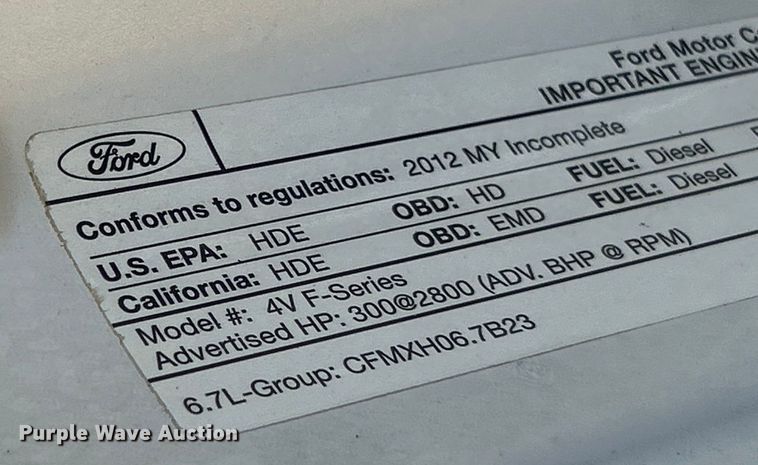 Ford Motor
IMPORTANT
Ford
Conforms to regulations: 2012 MY Incomplete
U.S. EPA: HDE OBD: HD FUEL: Diesel
California: HDE OBD: EMD FUEL: Diesel
Model #: 4V F-Series
Advertised HP: 300@2800 (ADV. BHP @ RPM)
6.7L-Group: CFMXH06.7B23
Purple Wave Auction